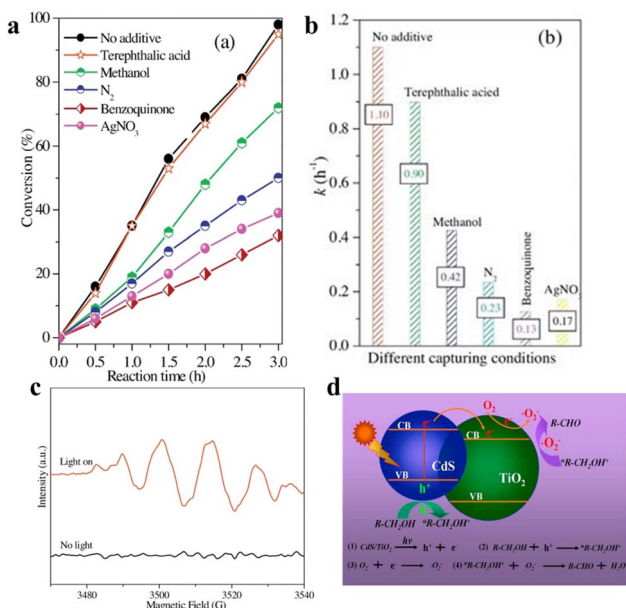 a
(a)
No additive
Terephthalic acid
Methanol
N2
Benzoquinone
AgNO3
Conversion (%)
100
80
60
40
20
0
0.0 0.5 1.0 1.5 2.0 2.5 3.0
Reaction time (h)
b
(b)
No additive
Terephthalic acied
Methanol
N2
Benzoquinone
AgNO
1.10
0.90
0.42
0.23
0.13
0.17
k (h-1)
1.2
1.0
0.8
0.6
0.4
0.2
0.0
Different capturing conditions
c
Light on
No light
Intensity (a.u.)
3480 3500 3520 3540
Magnetic Field (G)
d
CB
e-
VB
CdS
h+
CB
e-
TiO2
VB
O2
e-
·O2-
R-CHO
·O2-
*R-CH2OH+
R-CH2OH
*R-CH2OH+
(1) CdS/TiO2 hν h+ + e-
(2) R-CH2OH + h+ *R-CH2OH+
(3) O2 + e- ·O2-
(4) *R-CH2OH+ + ·O2- R-CHO + H2O